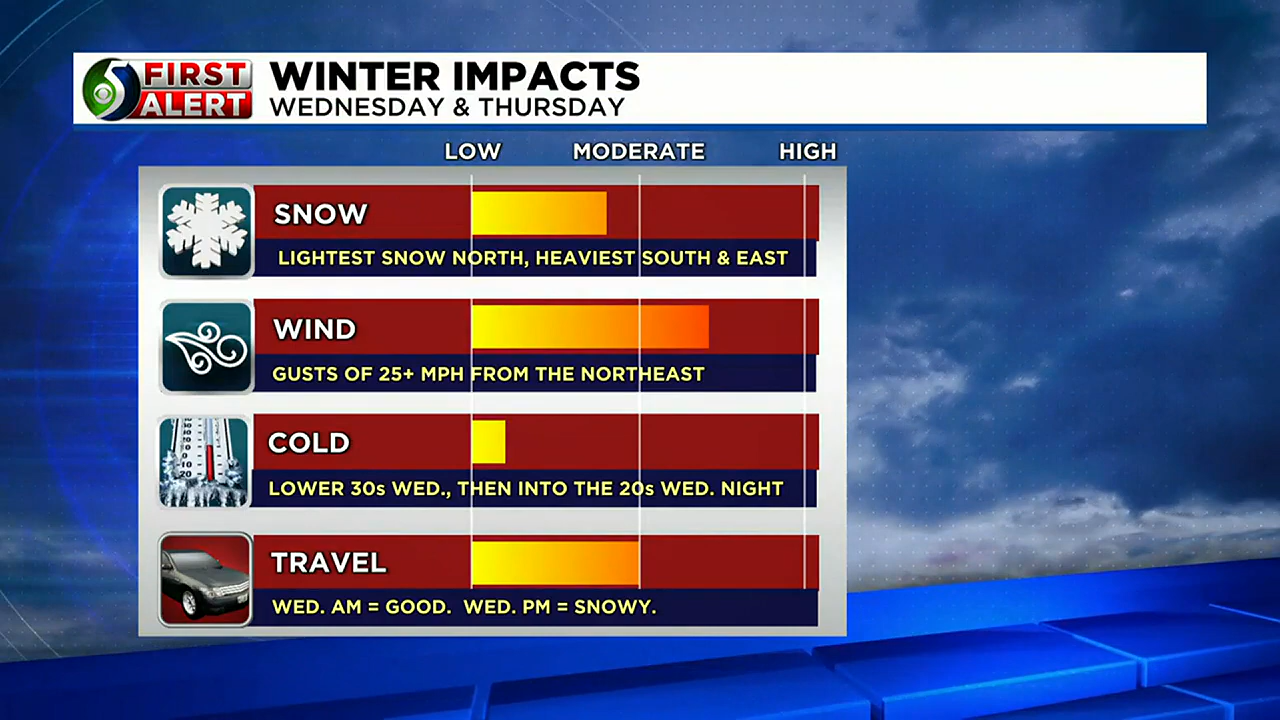 5 FIRST ALERT
WINTER IMPACTS
WEDNESDAY & THURSDAY
LOW MODERATE HIGH
SNOW
LIGHTEST SNOW NORTH, HEAVIEST SOUTH & EAST
WIND
GUSTS OF 25+ MPH FROM THE NORTHEAST
COLD
LOWER 30s WED., THEN INTO THE 20s WED. NIGHT
TRAVEL
WED. AM = GOOD. WED. PM = SNOWY.